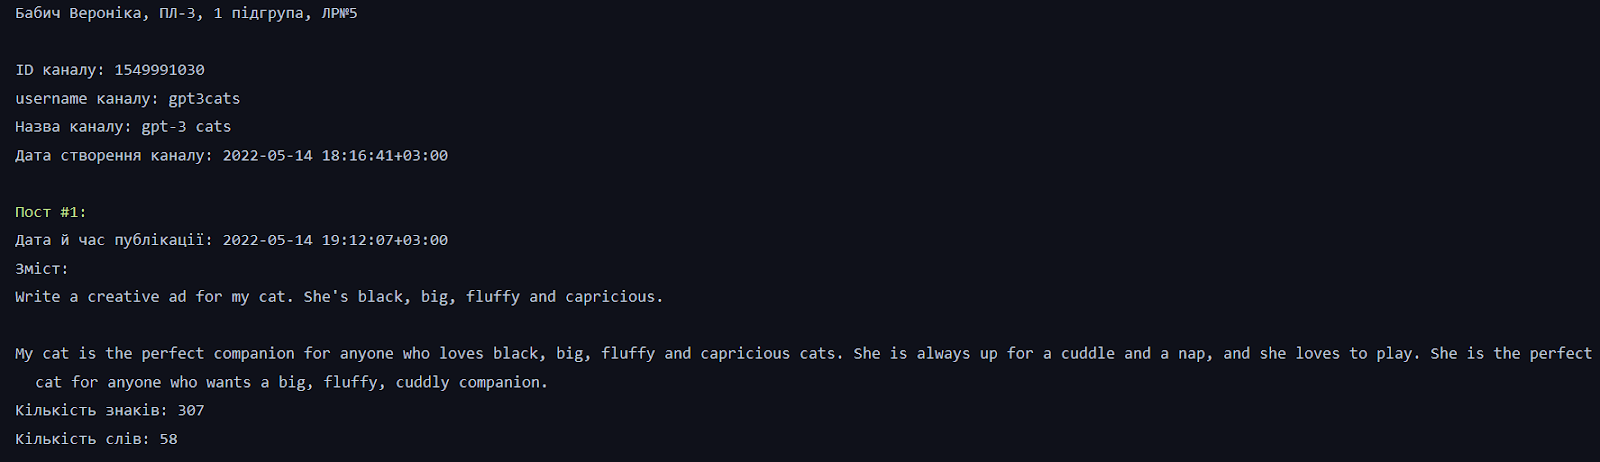 Бабич Вероніка, ПЛ-3, 1 підгрупа, ЛР№5
ID каналу: 1549991030
username каналу: gpt3cats
Назва каналу: gpt-3 cats
Дата створення каналу: 2022-05-14 18:16:41+03:00
Пост #1:
Дата й час публікації: 2022-05-14 19:12:07+03:00
Зміст:
Write a creative ad for my cat. She's black, big, fluffy and capricious.
My cat is the perfect companion for anyone who loves black, big, fluffy and capricious cats. She is always up for a cuddle and a nap, and she loves to play. She is the perfect
cat for anyone who wants a big, fluffy, cuddly companion.
Кількість знаків: 307
Кількість слів: 58